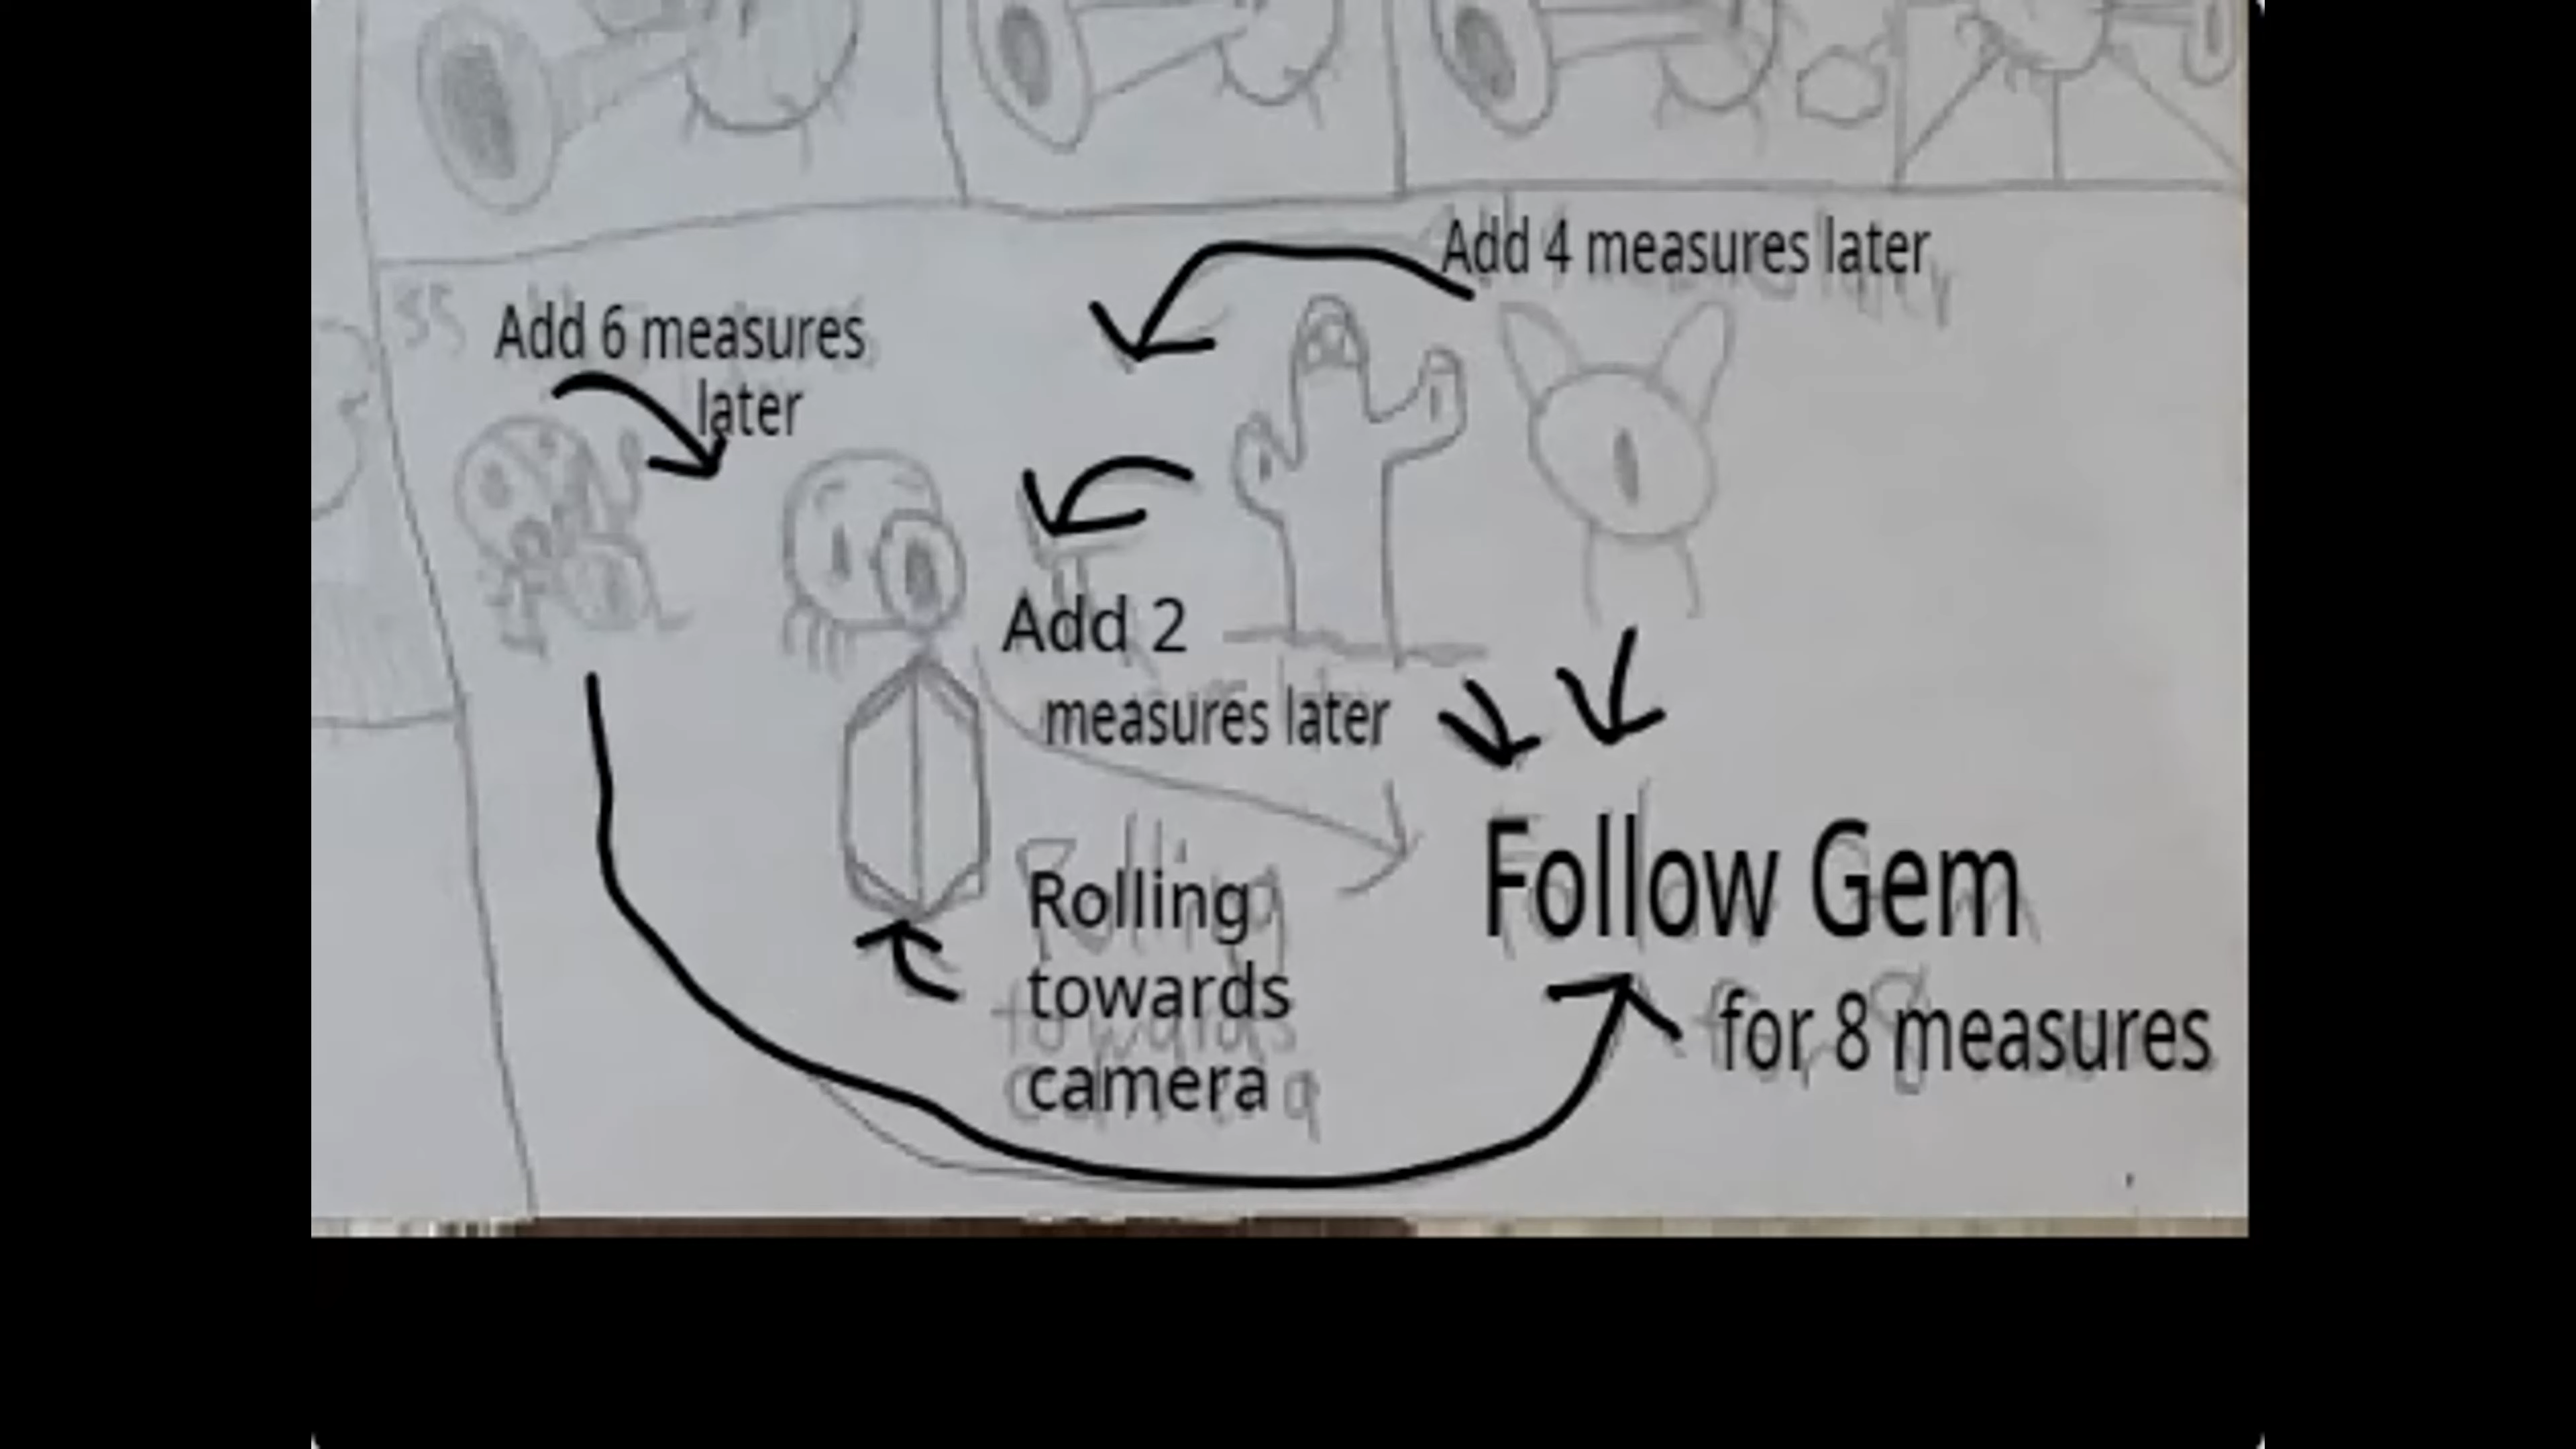 55
Add 4 measures later
Add 6 measures
later
Add 2
measures later
Rolling
towards
camera
Follow Gem
for 8 measures